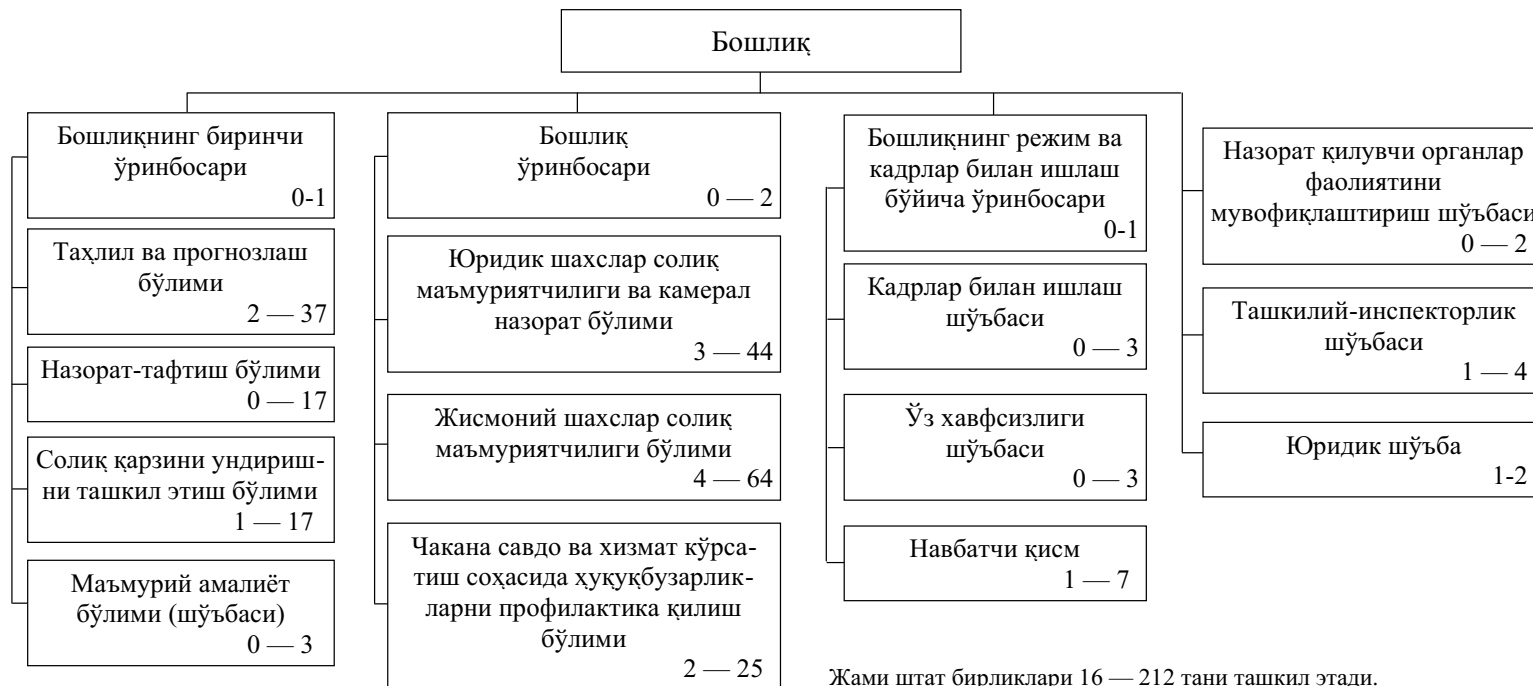 Бошлиқ
Бошлиқнинг биринчи
ўринбосари
0-1
Таҳлил ва прогнозлаш
бўлими
2 — 37
Назорат-тафтиш бўлими
0 — 17
Солиқ қарзини ундириш-
ни ташкил этиш бўлими
1 — 17
Маъмурий амалиёт
бўлими (шўъбаси)
0 — 3
Бошлиқ
ўринбосари
0 — 2
Юридик шахслар солиқ
маъмуриятчилиги ва камерал
назорат бўлими
3 — 44
Жисмоний шахслар солиқ
маъмуриятчилиги бўлими
4 — 64
Чакана савдо ва хизмат кўрса-
тиш соҳасида ҳуқуқбузарлик-
ларни профилактика қилиш
бўлими
2 — 25
Бошлиқнинг режим ва
кадрлар билан ишлаш
бўйича ўринбосари
0-1
Кадрлар билан ишлаш
шўъбаси
0 — 3
Ўз хавфсизлиги
шўъбаси
0 — 3
Навбатчи қисм
1 — 7
Назорат қилувчи органлар
фаолиятини
мувофиқлаштириш шўъбаси
0 — 2
Ташкилий-инспекторлик
шўъбаси
1 — 4
Юридик шўъба
1-2
Жами штат бирликлари 16 — 212 тани ташкил этади.